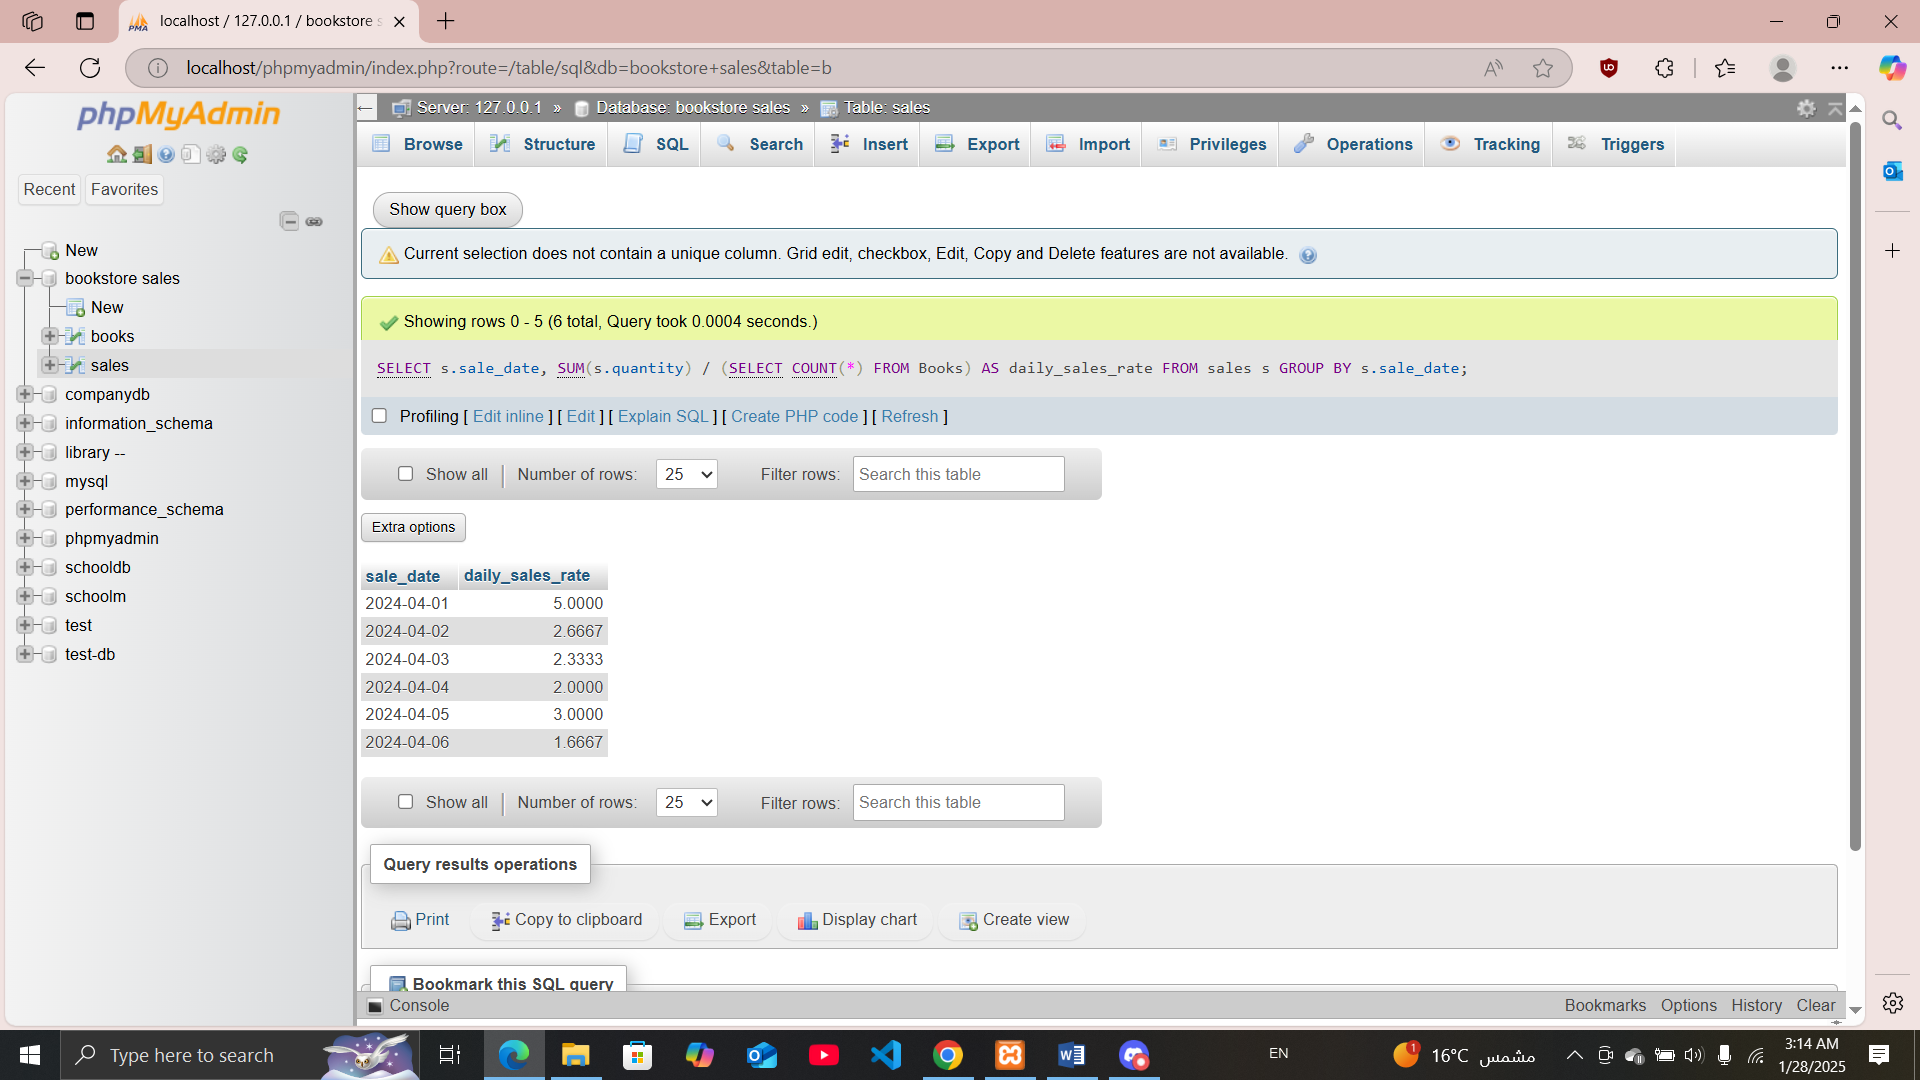 localhost / 127.0.0.1 / bookstore s
localhost/phpmyadmin/index.php?route=/table/sql&db=bookstore+sales&table=b
phpMyAdmin
Recent Favorites
New
bookstore sales
New
books
sales
companydb
information_schema
library --
mysql
performance_schema
phpmyadmin
schooldb
schoolm
test
test-db
Server: 127.0.0.1 » Database: bookstore sales » Table: sales
Browse Structure SQL Search Insert Export Import Privileges Operations Tracking Triggers
Show query box
Current selection does not contain a unique column. Grid edit, checkbox, Edit, Copy and Delete features are not available.
Showing rows 0 - 5 (6 total, Query took 0.0004 seconds.)
SELECT s.sale_date, SUM(s.quantity) / (SELECT COUNT(*) FROM Books) AS daily_sales_rate FROM sales s GROUP BY s.sale_date;
Profiling [ Edit inline ] [ Edit ] [ Explain SQL ] [ Create PHP code ] [ Refresh ]
Show all Number of rows: 25 Filter rows: Search this table
Extra options
sale_date daily_sales_rate
2024-04-01 5.0000
2024-04-02 2.6667
2024-04-03 2.3333
2024-04-04 2.0000
2024-04-05 3.0000
2024-04-06 1.6667
Show all Number of rows: 25 Filter rows: Search this table
Query results operations
Print Copy to clipboard Export Display chart Create view
Bookmark this SQL query
Console Bookmarks Options History Clear
Type here to search
EN
1
16°C مشمس
3:14 AM
1/28/2025